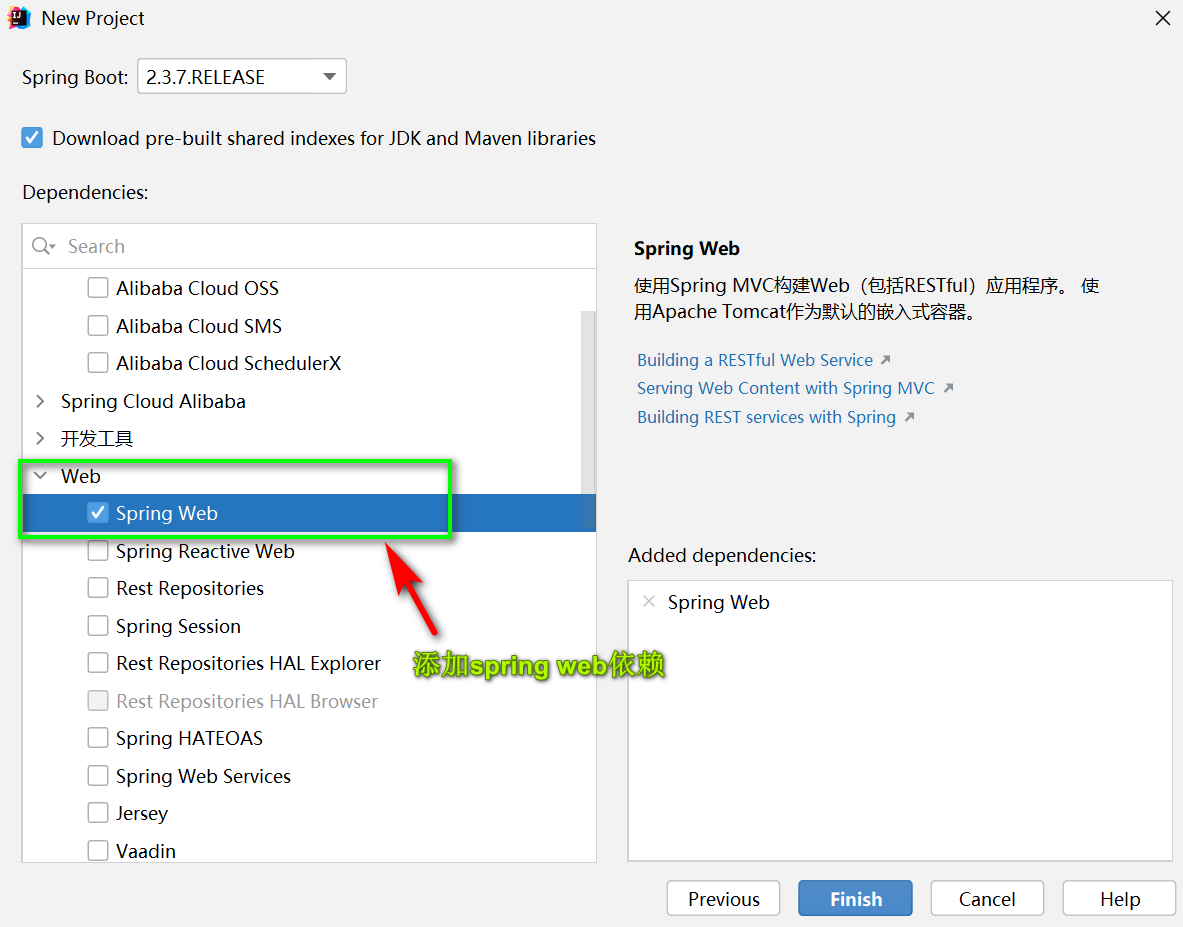 New Project
Spring Boot: 2.3.7.RELEASE
Download pre-built shared indexes for JDK and Maven libraries
Dependencies:
Search
Alibaba Cloud OSS
Alibaba Cloud SMS
Alibaba Cloud SchedulerX
Spring Cloud Alibaba
开发工具
Web
Spring Web
Spring Reactive Web
Rest Repositories
Spring Session
Rest Repositories HAL Explorer
Rest Repositories HAL Browser
Spring HATEOAS
Spring Web Services
Jersey
Vaadin
添加spring web依赖
Spring Web
使用Spring MVC构建Web（包括RESTful）应用程序。 使
用Apache Tomcat作为默认的嵌入式容器。
Building a RESTful Web Service
Serving Web Content with Spring MVC
Building REST services with Spring
Added dependencies:
Spring Web
Previous
Finish
Cancel
Help